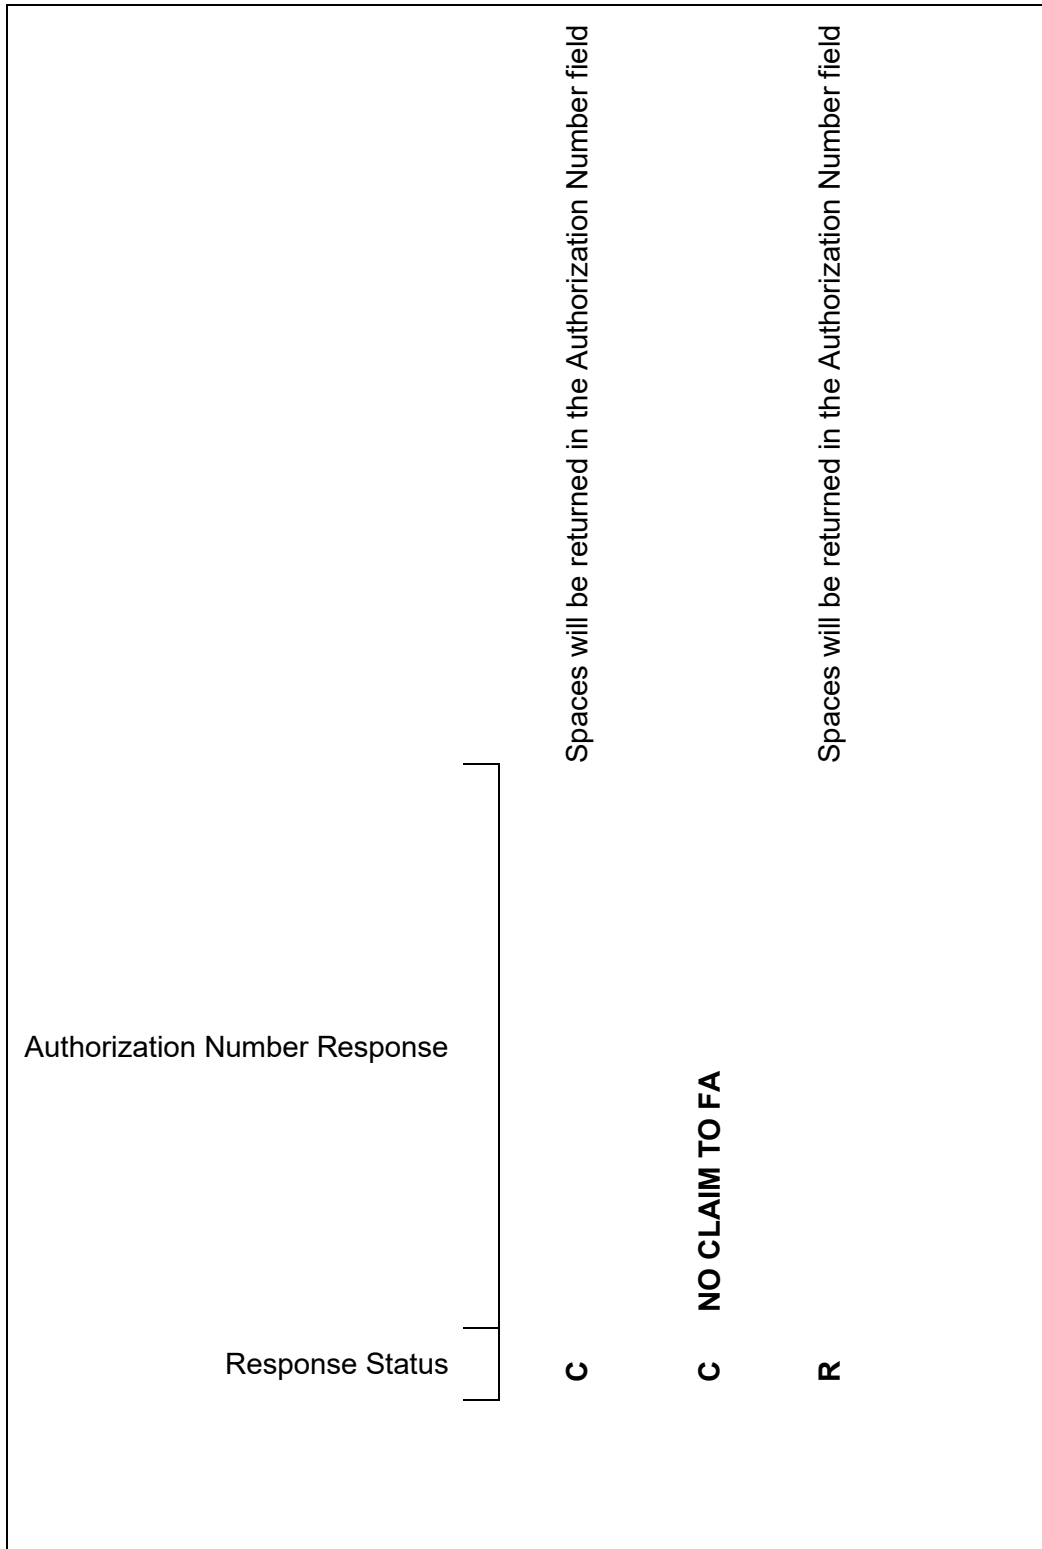 Authorization Number Response
Response Status
C Spaces will be returned in the Authorization Number field
C NO CLAIM TO FA
R Spaces will be returned in the Authorization Number field